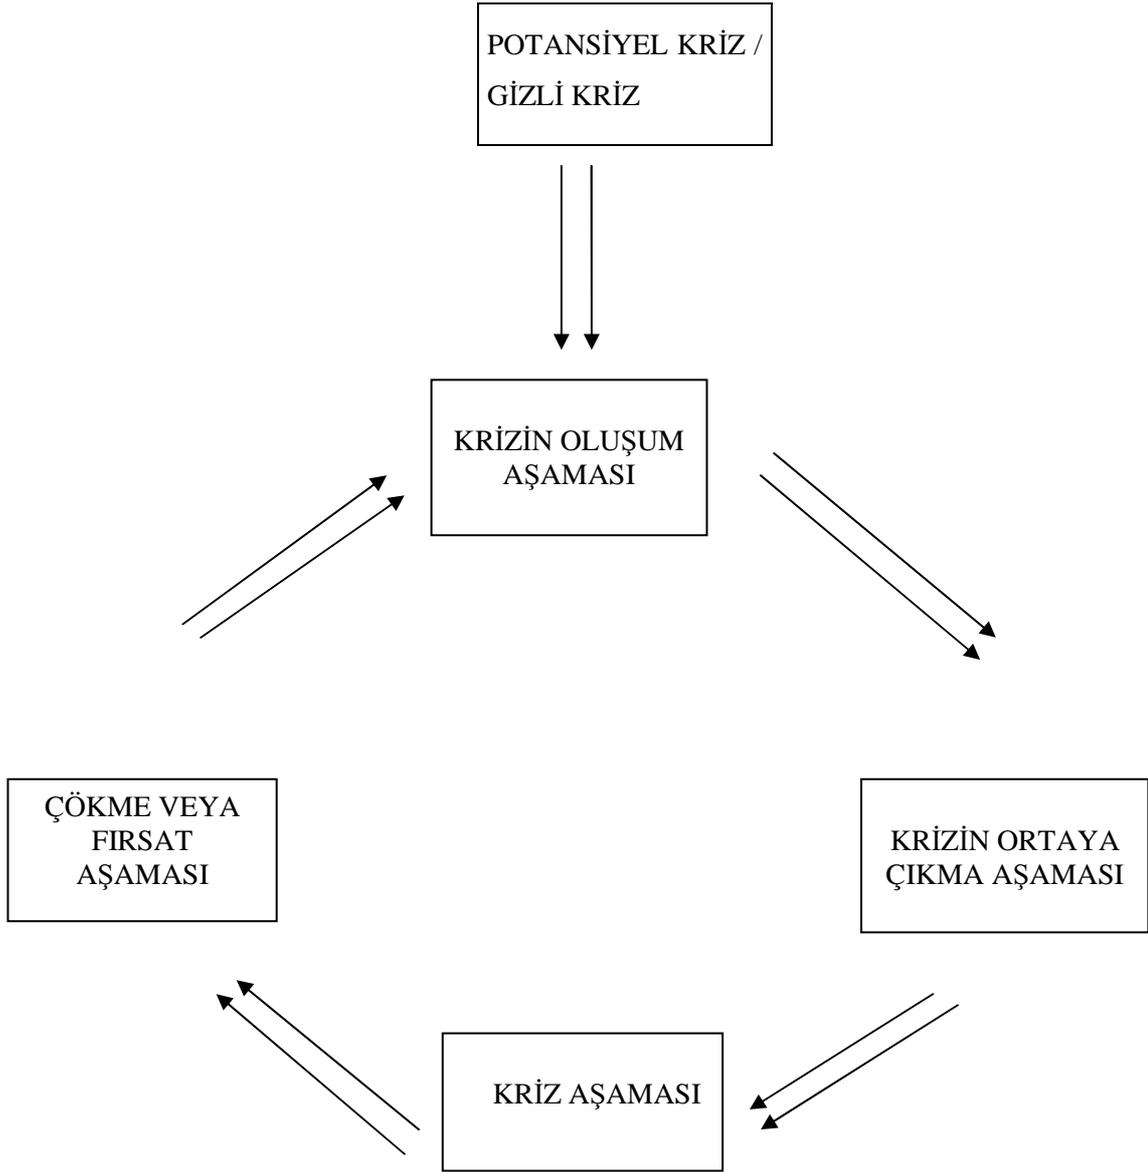 POTANSİYEL KRİZ /
GİZLİ KRİZ
KRİZİN OLUŞUM
AŞAMASI
ÇÖKME VEYA
FIRSAT
AŞAMASI
KRİZİN ORTAYA
ÇIKMA AŞAMASI
KRİZ AŞAMASI